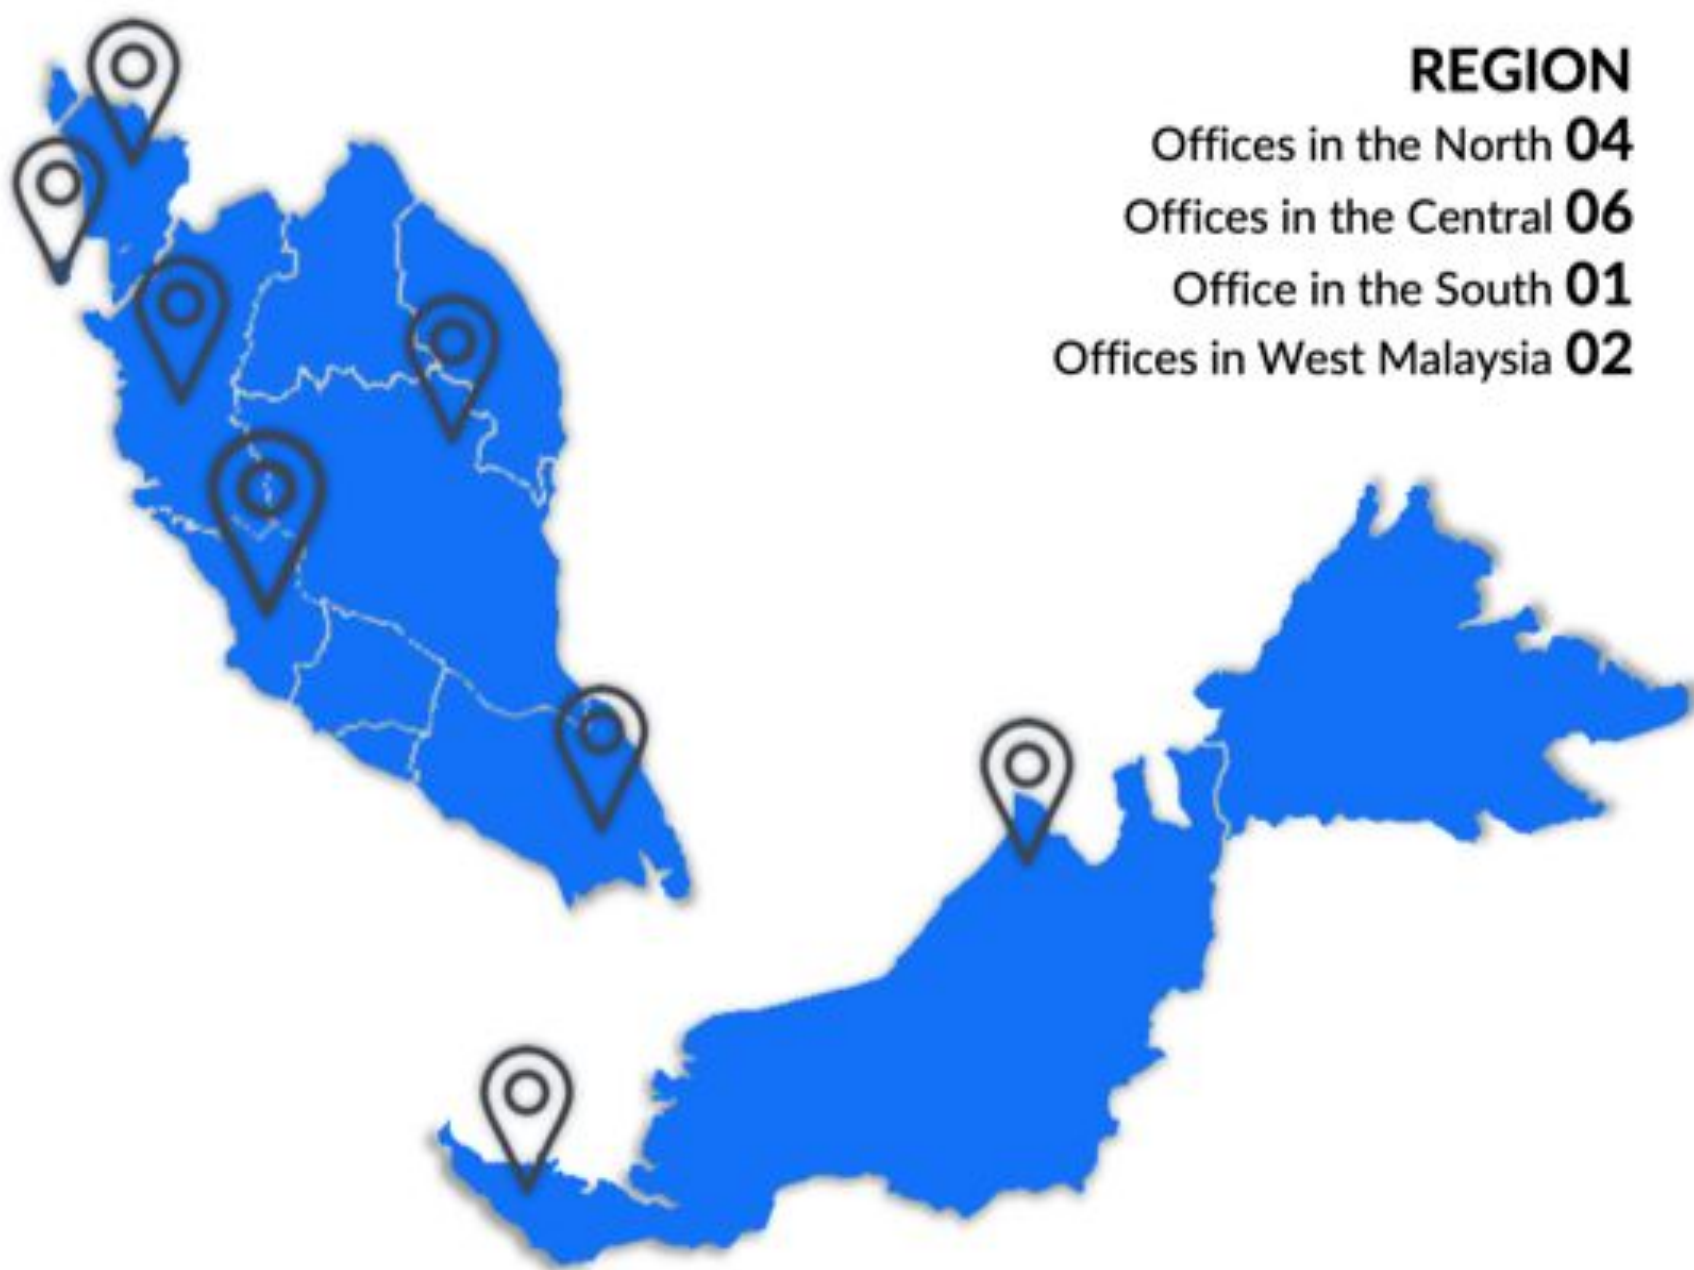 REGION
Offices in the North 04
Offices in the Central 06
Office in the South 01
Offices in West Malaysia 02